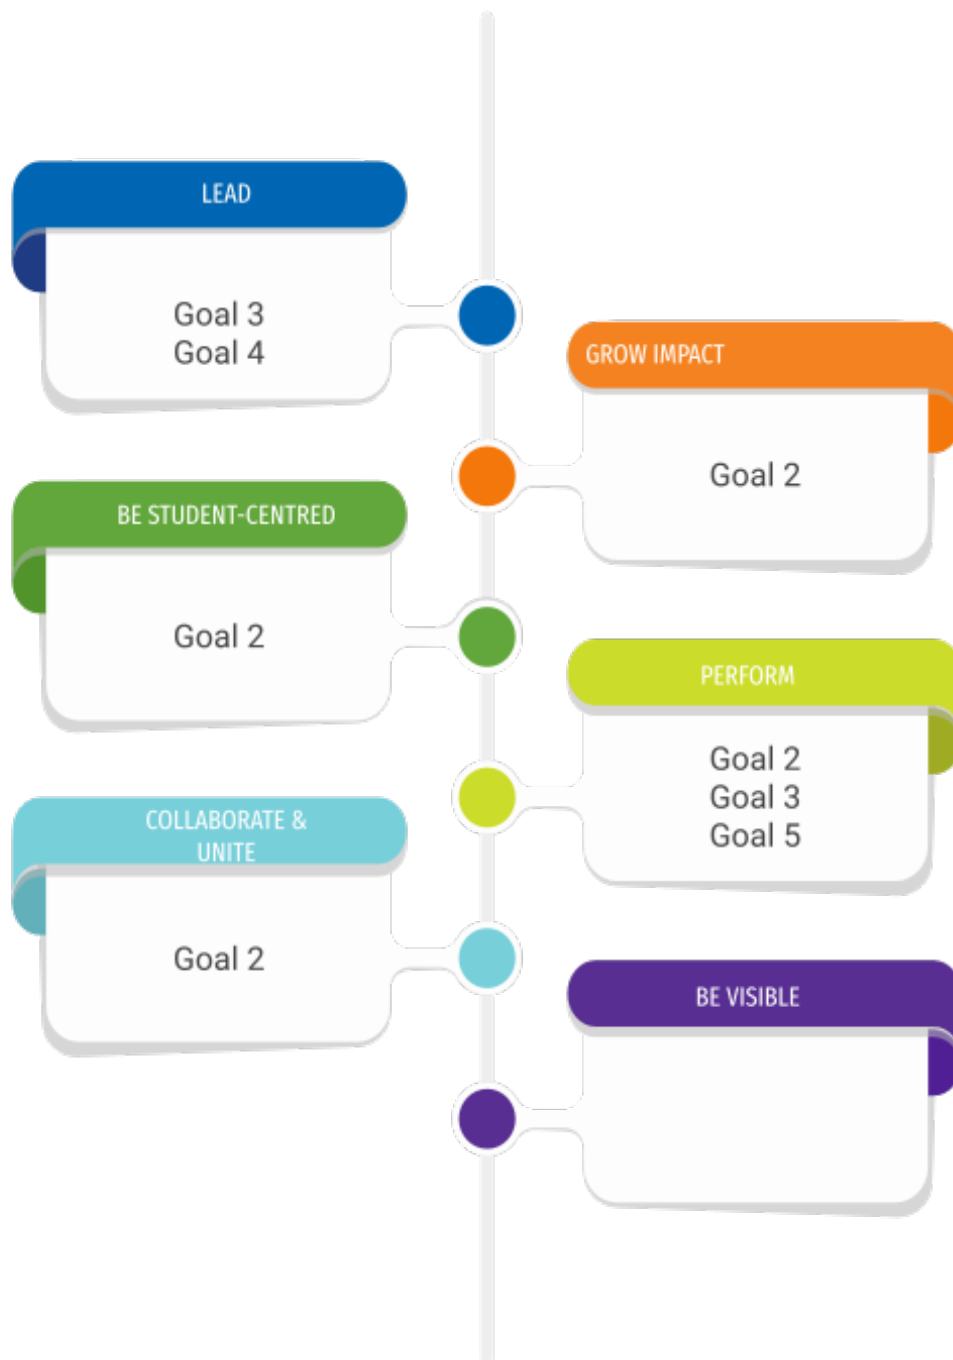 LEAD
Goal 3
Goal 4
GROW IMPACT
Goal 2
BE STUDENT-CENTRED
Goal 2
PERFORM
Goal 2
Goal 3
Goal 5
COLLABORATE &
UNITE
Goal 2
BE VISIBLE